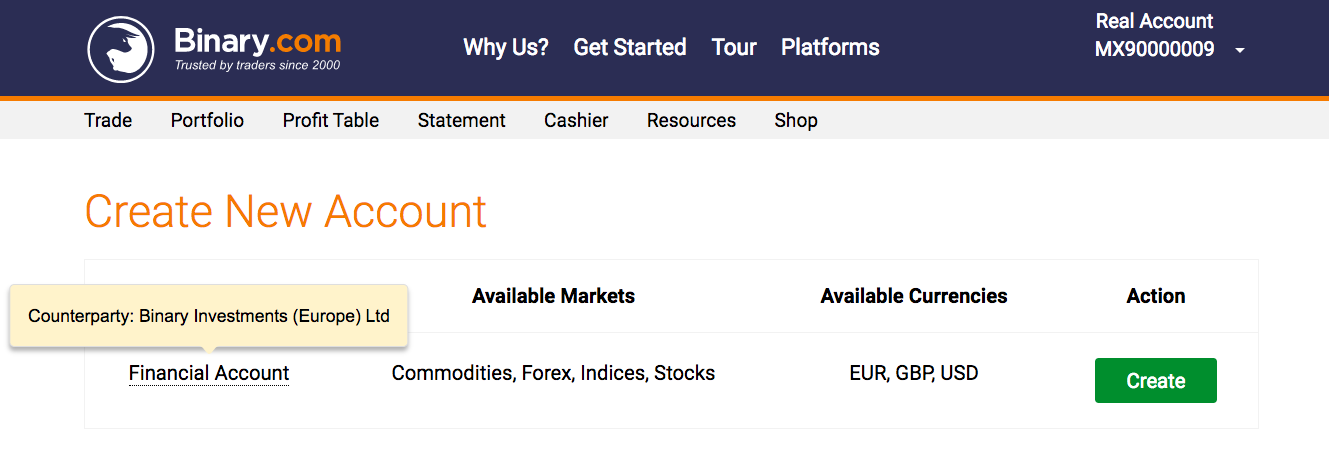 Binary.com
Trusted by traders since 2000
Why Us? Get Started Tour Platforms
Real Account
MX90000009
Trade Portfolio Profit Table Statement Cashier Resources Shop
Create New Account
Available Markets Available Currencies Action
Counterparty: Binary Investments (Europe) Ltd
Financial Account Commodities, Forex, Indices, Stocks EUR, GBP, USD Create